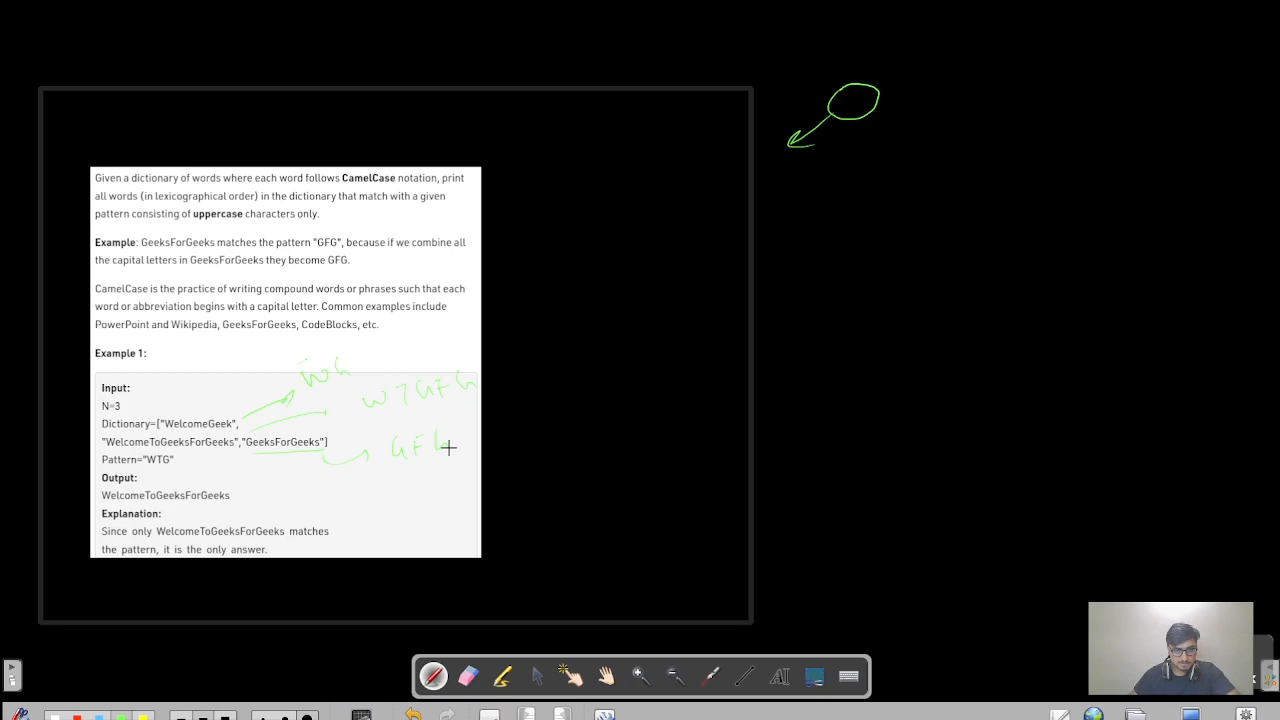 Given a dictionary of words where each word follows CamelCase notation, print
all words (in lexicographical order) in the dictionary that match with a given
pattern consisting of uppercase characters only.
Example: GeeksForGeeks matches the pattern "GFG", because if we combine all
the capital letters in GeeksForGeeks they become GFG.
CamelCase is the practice of writing compound words or phrases such that each
word or abbreviation begins with a capital letter. Common examples include
PowerPoint and Wikipedia, GeeksForGeeks, CodeBlocks, etc.
Example 1:
WG
Input:
WTGFG
N=3
Dictionary=["WelcomeGeek",
"WelcomeToGeeksForGeeks","GeeksForGeeks"]
GF
Pattern="WTG"
Output:
WelcomeToGeeksForGeeks
Explanation:
Since only WelcomeToGeeksForGeeks matches
the pattern, it is the only answer.